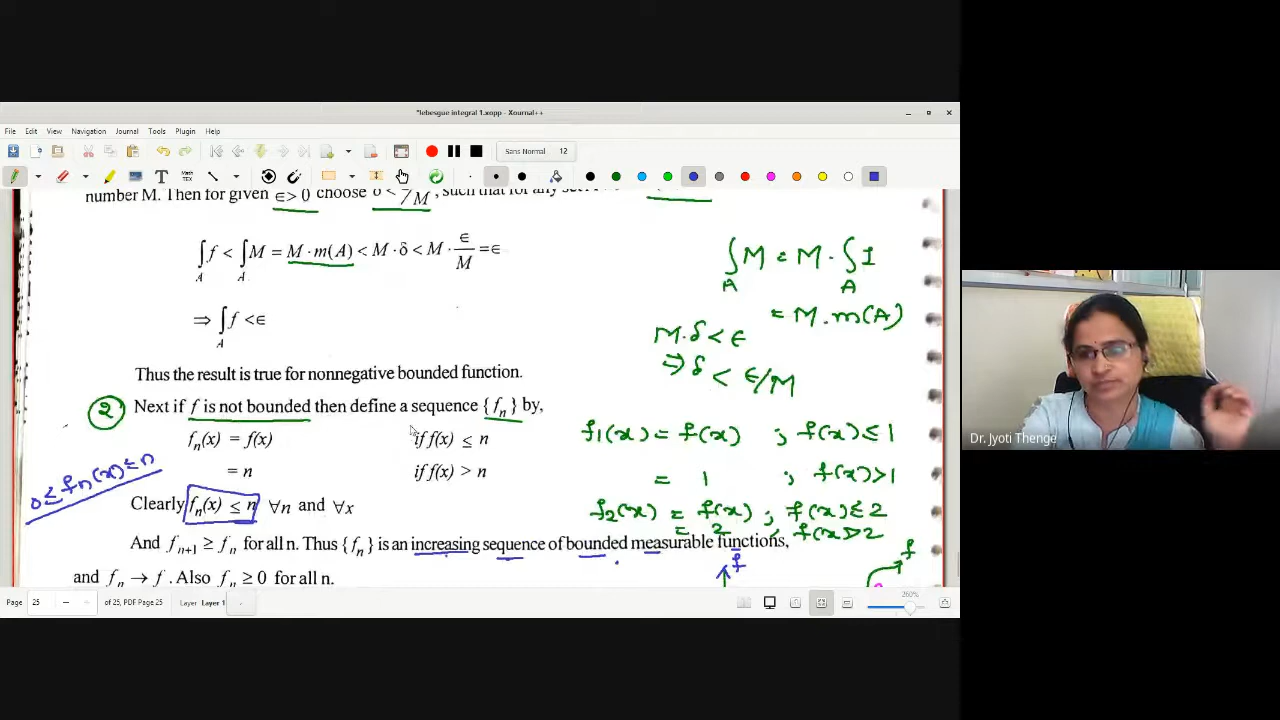 *lebesgue integral 1.xopp - Xournal++
File Edit View Navigation Journal Tools Plugin Help
Sans Normal 12
number M. Then for given ∈> 0 choose
∫_A f < ∫_A M = M · m(A) < M · δ < M · ∈/M = ∈
⇒ ∫_A f < ∈
Thus the result is true for nonnegative bounded function.
Next if f is not bounded then define a sequence {f_n} by,
f_n(x) = f(x) if f(x) ≤ n
= n if f(x) > n
Clearly f_n(x) ≤ n ∀n and ∀x
And f_{n+1} ≥ f_n for all n. Thus {f_n} is an increasing sequence of bounded measurable functions,
and f_n → f. Also f_n ≥ 0 for all n.
∫_A M = M · ∫_A 1
= M.m(A)
M.δ < ∈
⇒ δ < ∈/M
2
0 ≤ f_n(x) ≤ n
f1(x) = f(x) ; f(x) ≤ 1
= 1 ; f(x) > 1
f2(x) = f(x) ; f(x) ≤ 2
= 2 , f(x) > 2
f
f
Page 25 of 25, PDF Page 25 Layer Layer 1
260%
Dr. Jyoti Thenge